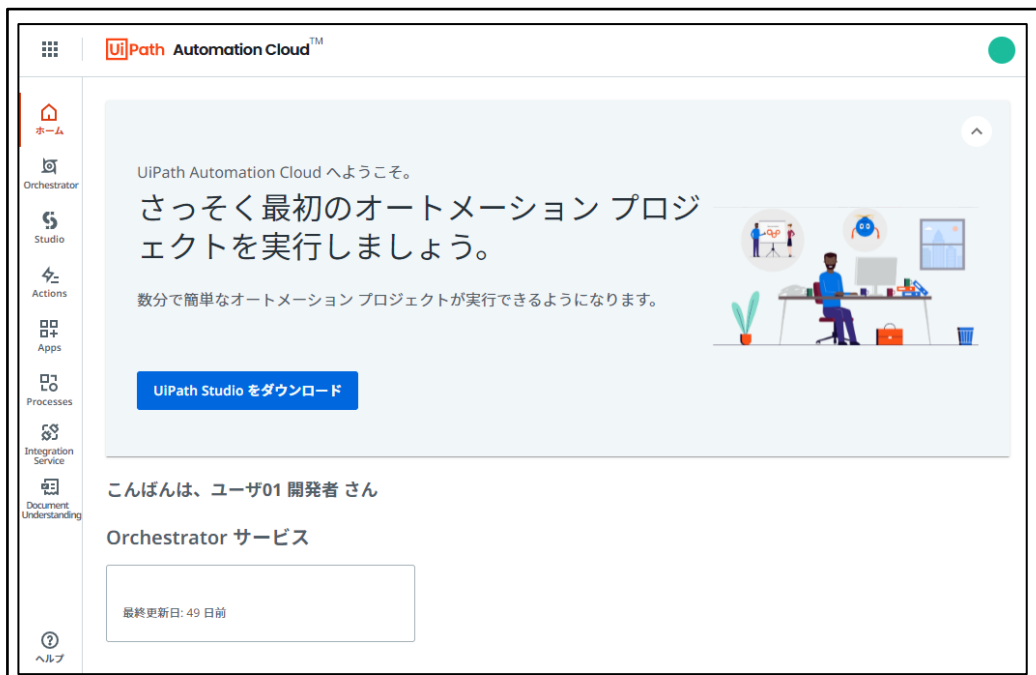 UiPath Automation Cloud™
ホーム
Orchestrator
Studio
Actions
Apps
Processes
Integration
Service
Document
Understanding
ヘルプ
UiPath Automation Cloud へようこそ。
さっそく最初のオートメーション プロジ
ェクトを実行しましょう。
数分で簡単なオートメーション プロジェクトが実行できるようになります。
UiPath Studio をダウンロード
こんばんは、ユーザ01 開発者 さん
Orchestrator サービス
最終更新日: 49 日前